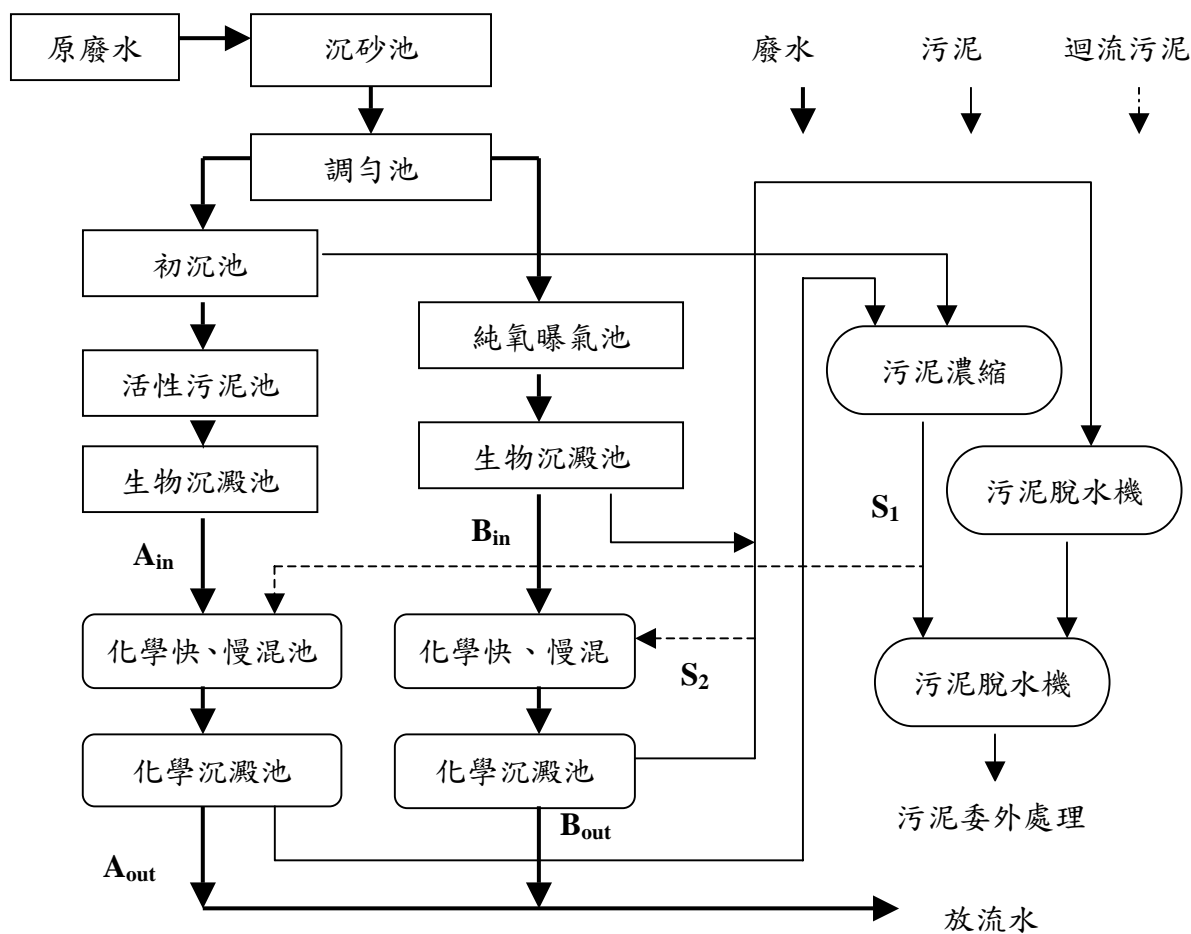 原廢水
沉砂池
廢水
污泥
迴流污泥
調勻池
初沉池
純氧曝氣池
污泥濃縮
活性污泥池
生物沉澱池
生物沉澱池
污泥脫水機
S1
Bin
Ain
化學快、慢混池
化學快、慢混
S2
污泥脫水機
化學沉澱池
化學沉澱池
污泥委外處理
Bout
Aout
放流水